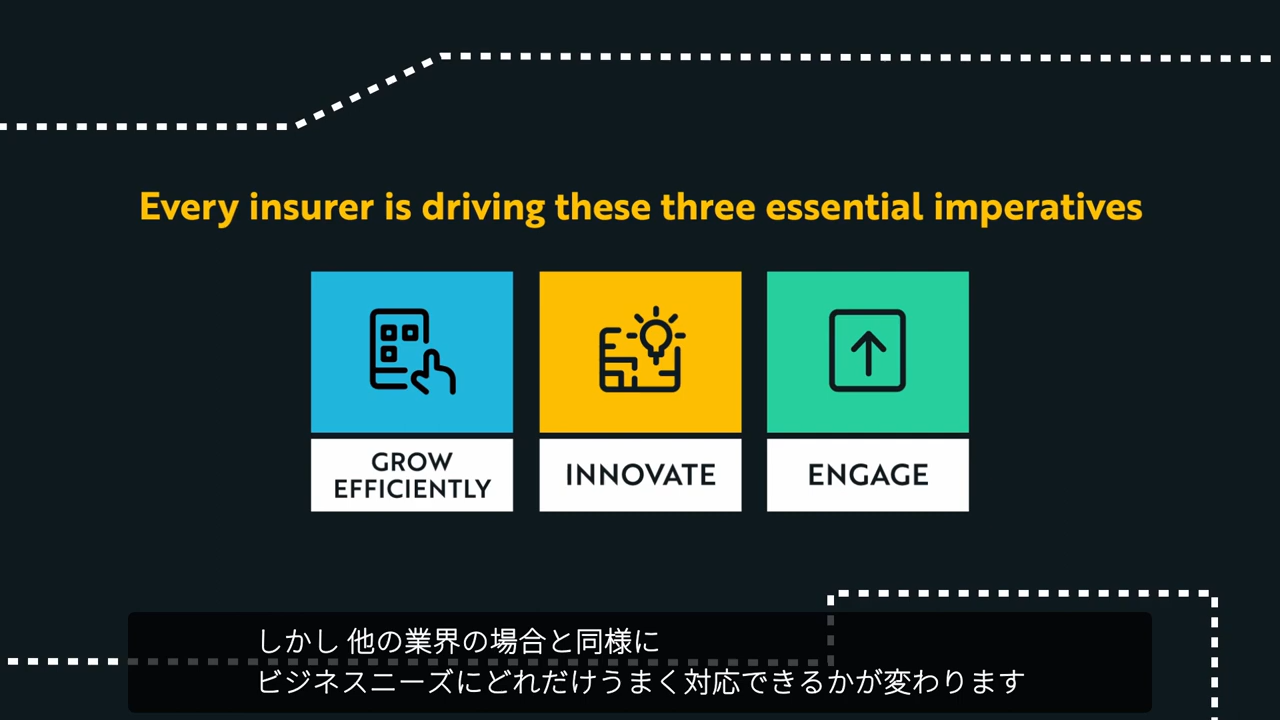 Every insurer is driving these three essential imperatives
GROW
EFFICIENTLY
INNOVATE
ENGAGE
しかし 他の業界の場合と同様に
ビジネスニーズにどれだけうまく対応できるかが変わります